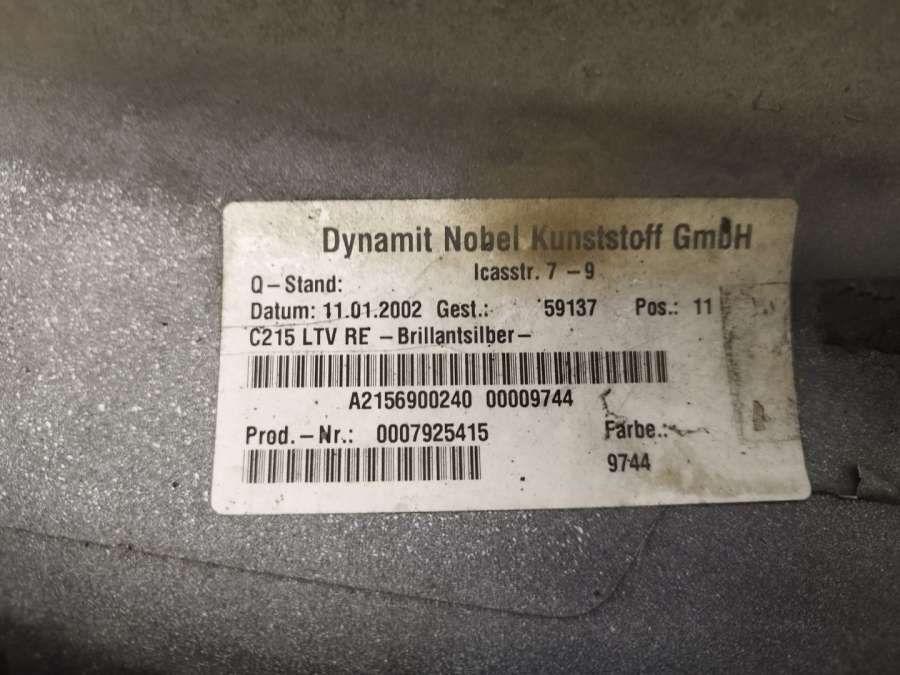 Dynamit Nobel Kunststoff GmbH
Icasstr. 7 – 9
Q – Stand:
Datum: 11.01.2002 Gest.: 59137 Pos.: 11
C215 LTV RE – Brillantsilber –
A2156900240 00009744
Prod. – Nr.: 0007925415 Farbe.:
9744